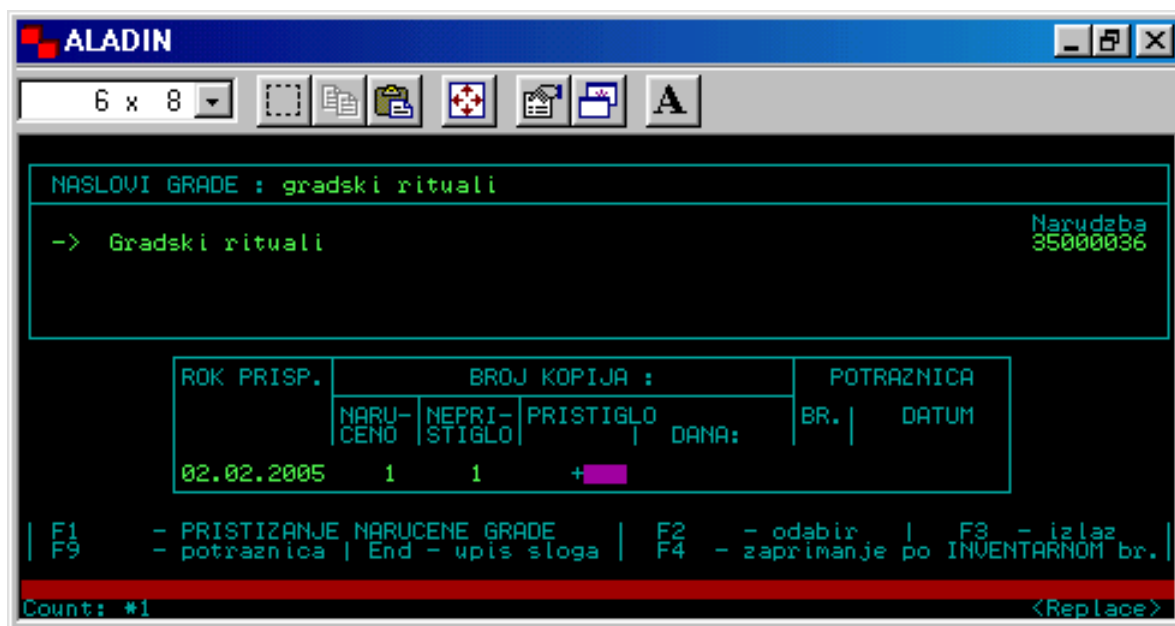 ALADIN
6 x 8
A
NASLOVI GRADE : gradski rituali
Narudzba
-> Gradski rituali 35000036
ROK PRISP. BROJ KOPIJA : POTRAZNICA
NARU- NEPRI- PRISTIGLO BR. DATUM
CENO STIGLO DANA:
02.02.2005 1 1 +
| F1 - PRISTIZANJE NARUCENE GRADE | F2 - odabir | F3 - izlaz |
| F9 - potraznica | End - upis sloga | F4 - zaprimanje po INVENTARNOM br. |
Count: *1 <Replace>